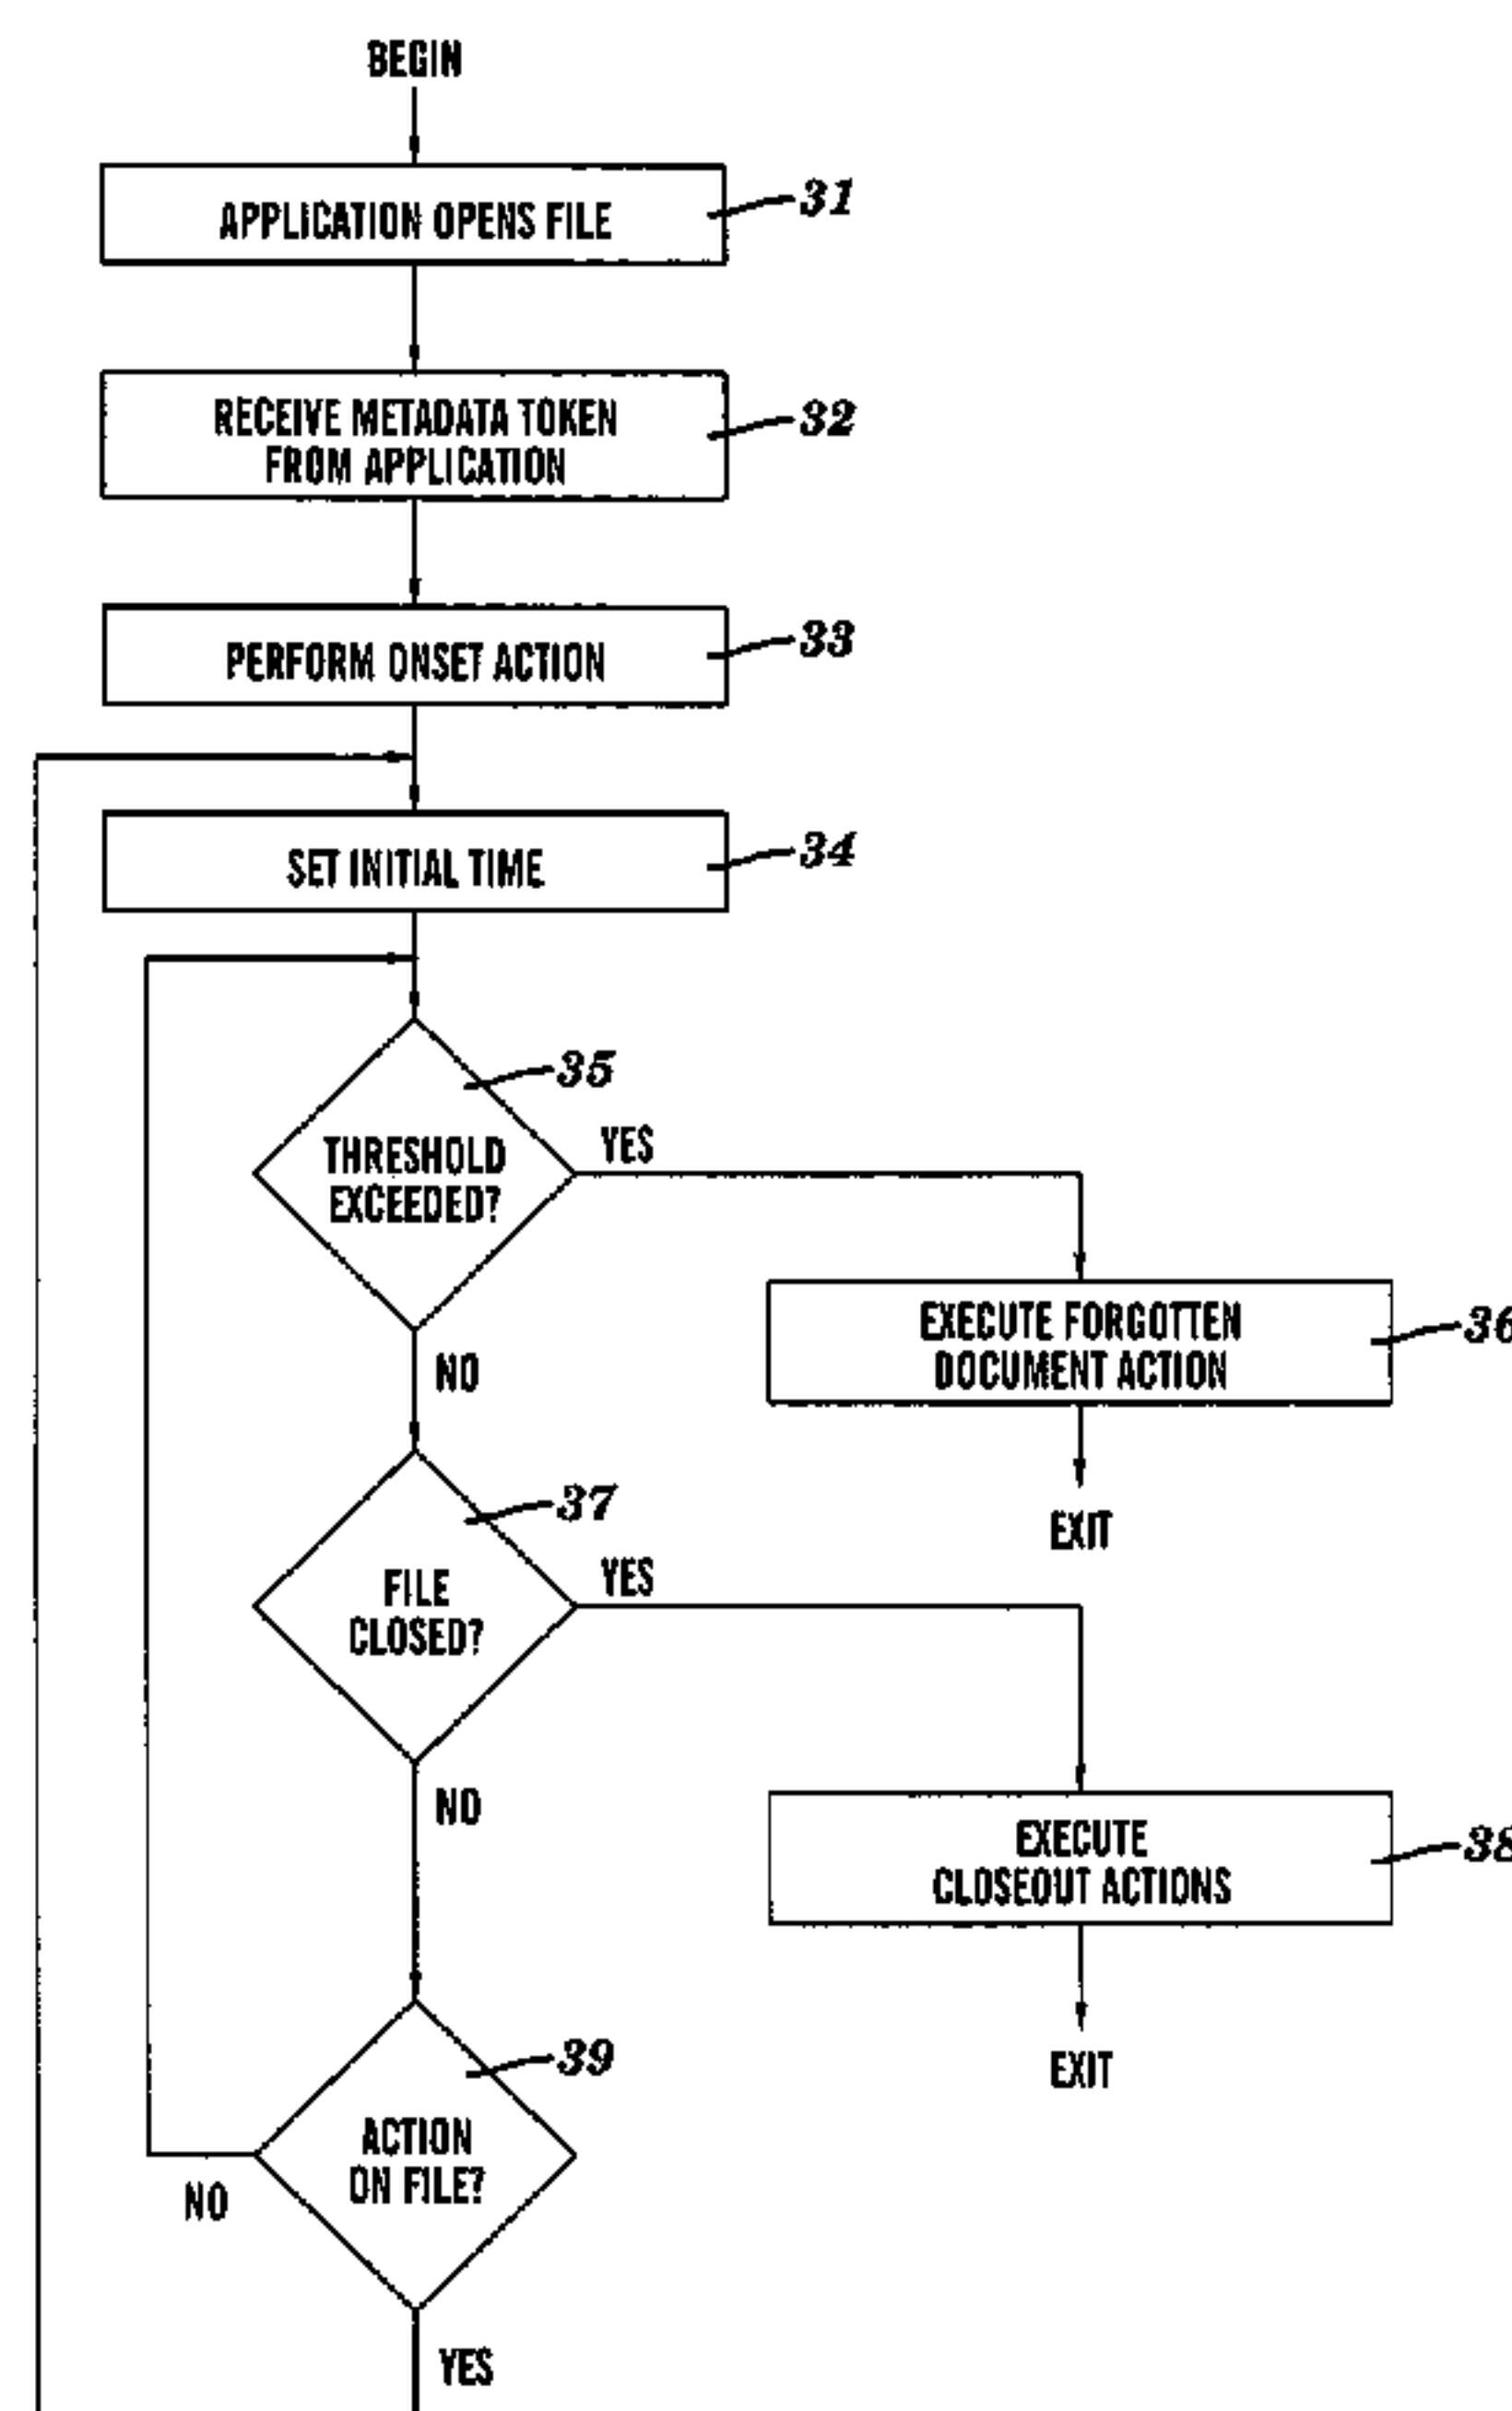 BEGIN
APPLICATION OPENS FILE
31
RECEIVE METADATA TOKEN
FROM APPLICATION
32
PERFORM ONSET ACTION
33
SET INITIAL TIME
34
35
THRESHOLD
EXCEEDED?
YES
NO
EXECUTE FORGOTTEN
DOCUMENT ACTION
36
EXIT
37
FILE
CLOSED?
YES
NO
EXECUTE
CLOSEOUT ACTIONS
38
EXIT
39
ACTION
ON FILE?
NO
YES